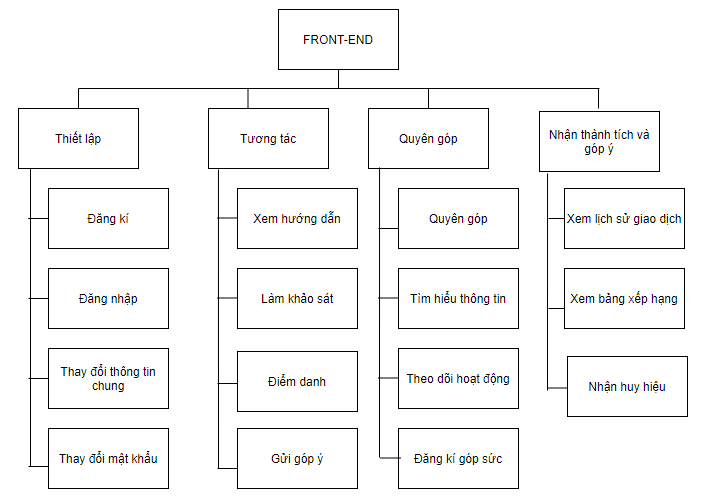 FRONT-END
Thiết lập
Tương tác
Quyên góp
Nhận thành tích và
góp ý
Đăng kí
Xem hướng dẫn
Quyên góp
Xem lịch sử giao dịch
Đăng nhập
Làm khảo sát
Tìm hiểu thông tin
Xem bảng xếp hạng
Thay đổi thông tin
chung
Điểm danh
Theo dõi hoạt động
Nhận huy hiệu
Thay đổi mật khẩu
Gửi góp ý
Đăng kí góp sức